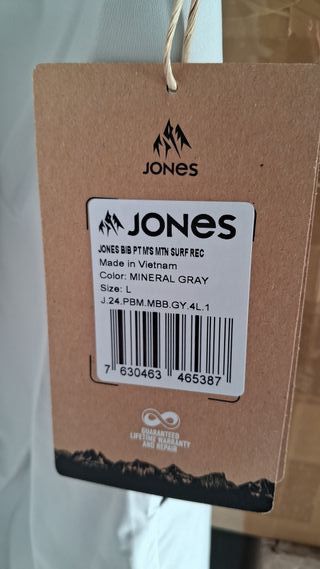 JONES
JONES
JONES BIB PT M'S MTN SURF REC
Made in Vietnam
Color: MINERAL GRAY
Size: L
J.24.PBM.MBB.GY.4L.1
7 630463 465387
GUARANTEED
LIFETIME WARRANTY
AND REPAIR